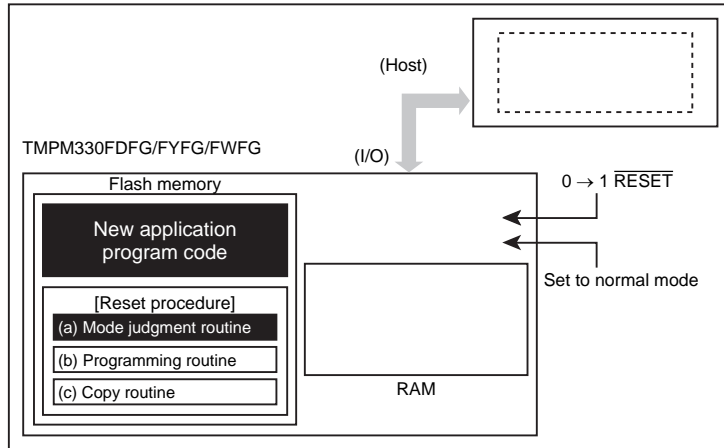 (Host)
TMPM330FDFG/FYFG/FWFG
(I/O)
Flash memory
0 → 1 RESET
New application
program code
Set to normal mode
[Reset procedure]
(a) Mode judgment routine
(b) Programming routine
(c) Copy routine
RAM